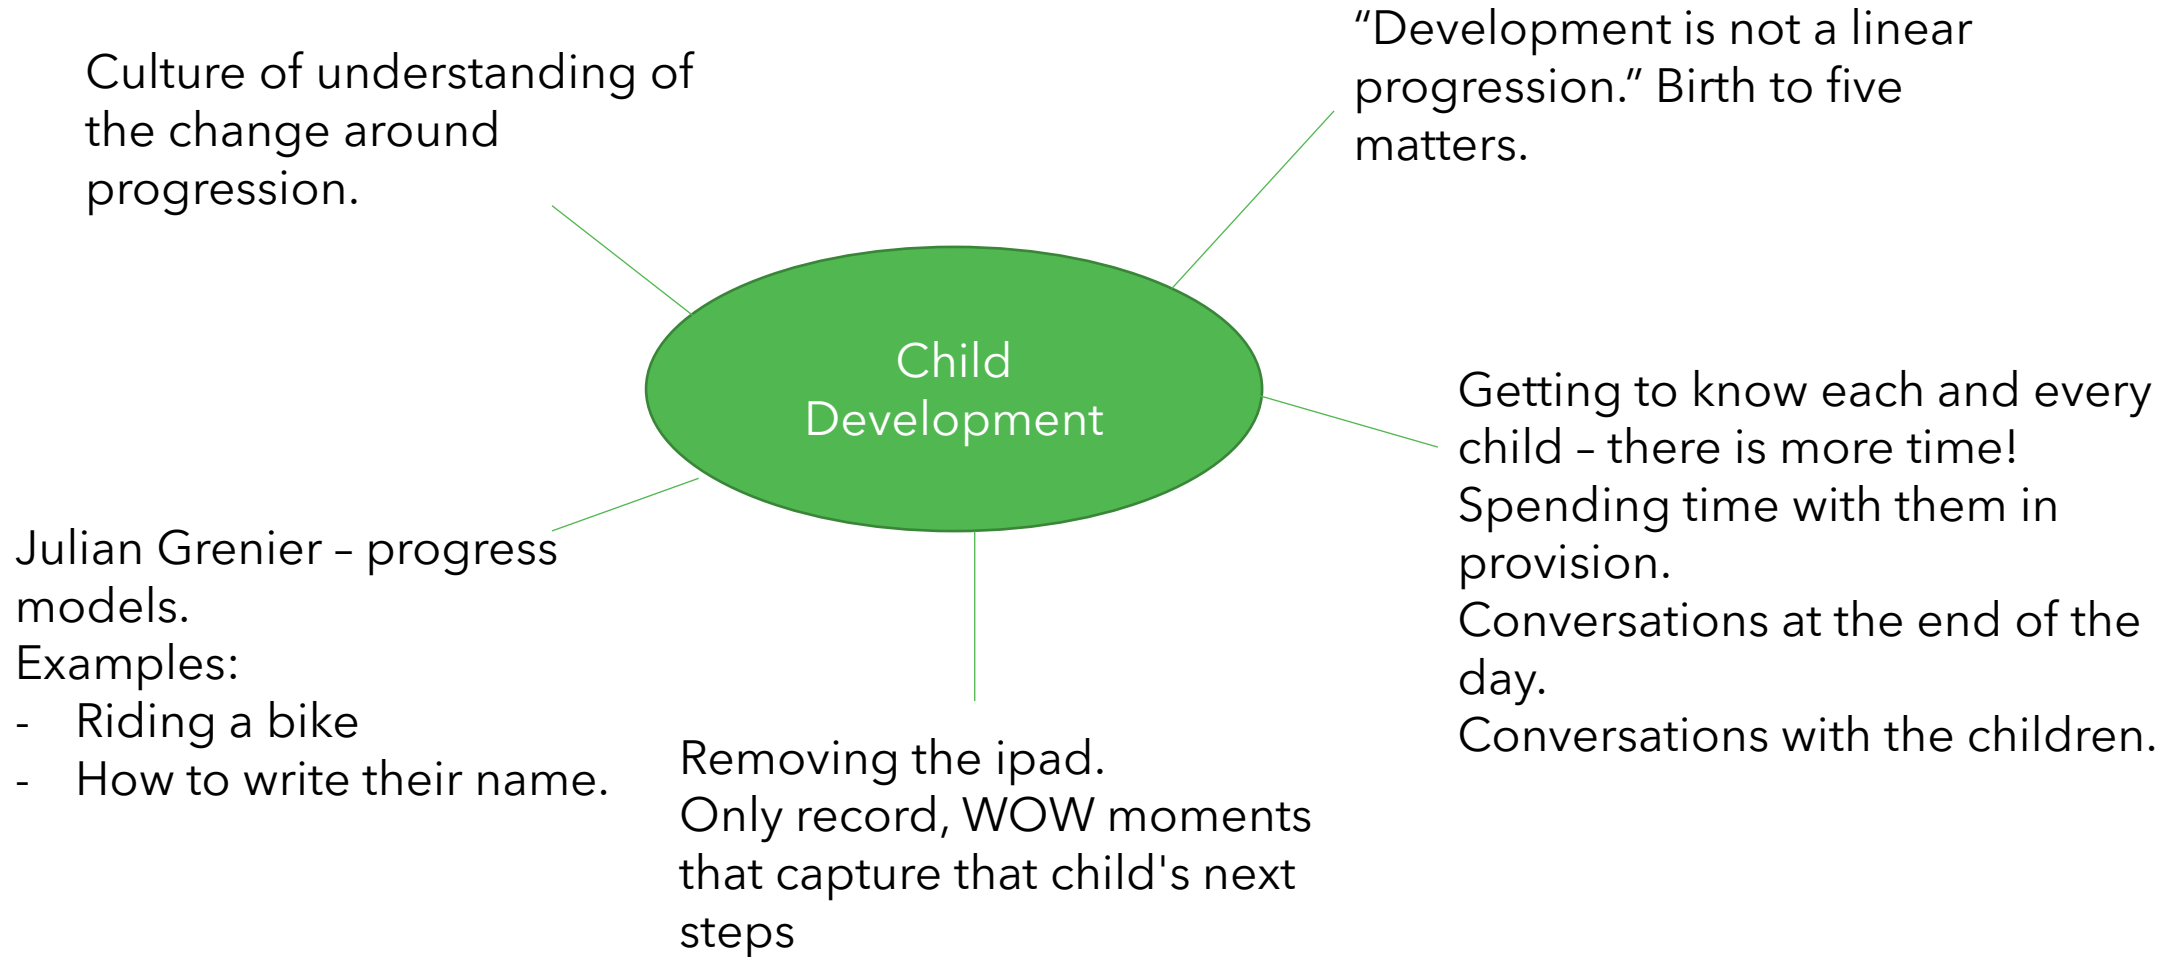 Culture of understanding of
the change around
progression.
“Development is not a linear
progression.” Birth to five
matters.
Child
Development
Getting to know each and every
child – there is more time!
Spending time with them in
provision.
Conversations at the end of the
day.
Conversations with the children.
Julian Grenier – progress
models.
Examples:
- Riding a bike
- How to write their name.
Removing the ipad.
Only record, WOW moments
that capture that child's next
steps